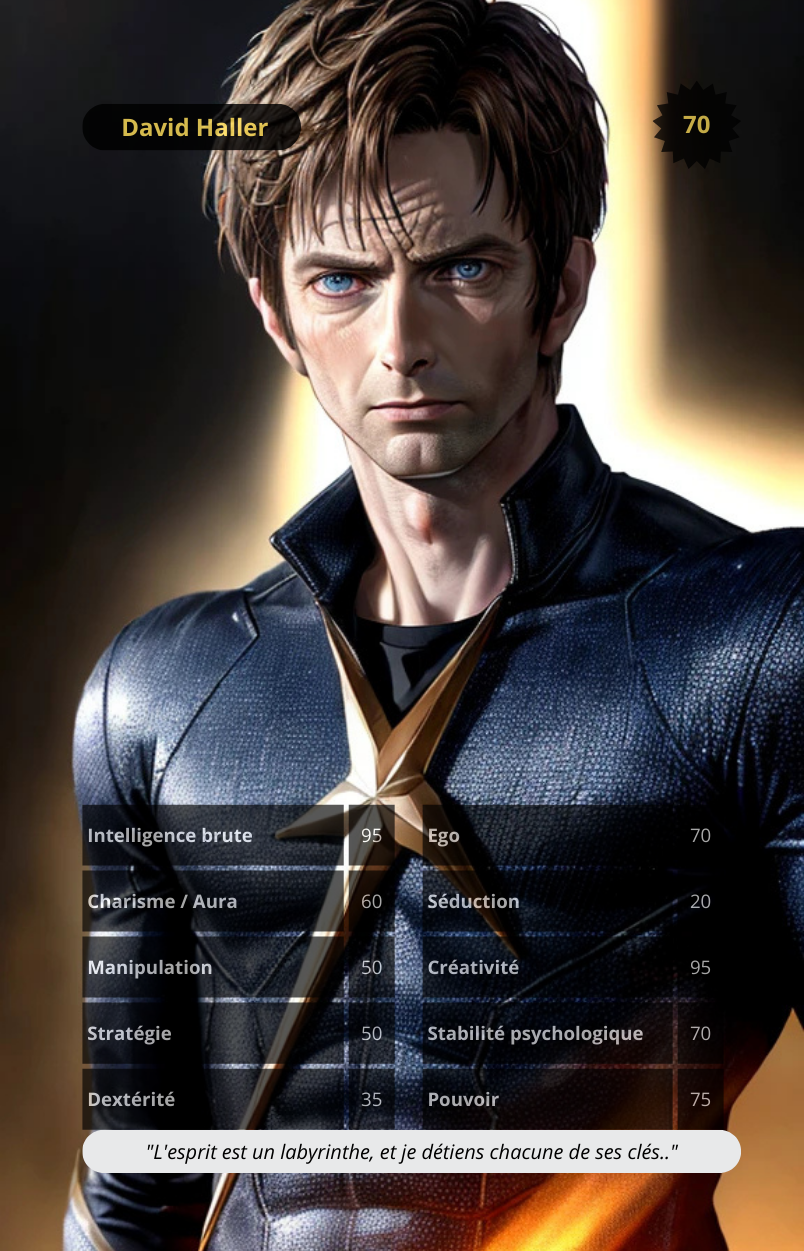 David Haller
70
Intelligence brute 95
Ego 70
Charisme / Aura 60
Séduction 20
Manipulation 50
Créativité 95
Stratégie 50
Stabilité psychologique 70
Dextérité 35
Pouvoir 75
"L'esprit est un labyrinthe, et je détiens chacune de ses clés.."